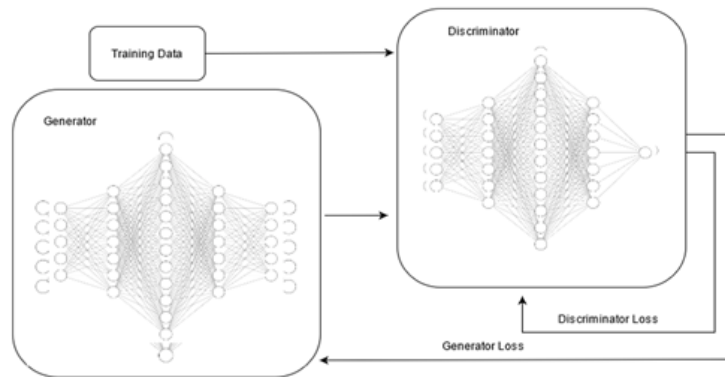 Discriminator
Training Data
Generator
Discriminator Loss
Generator Loss